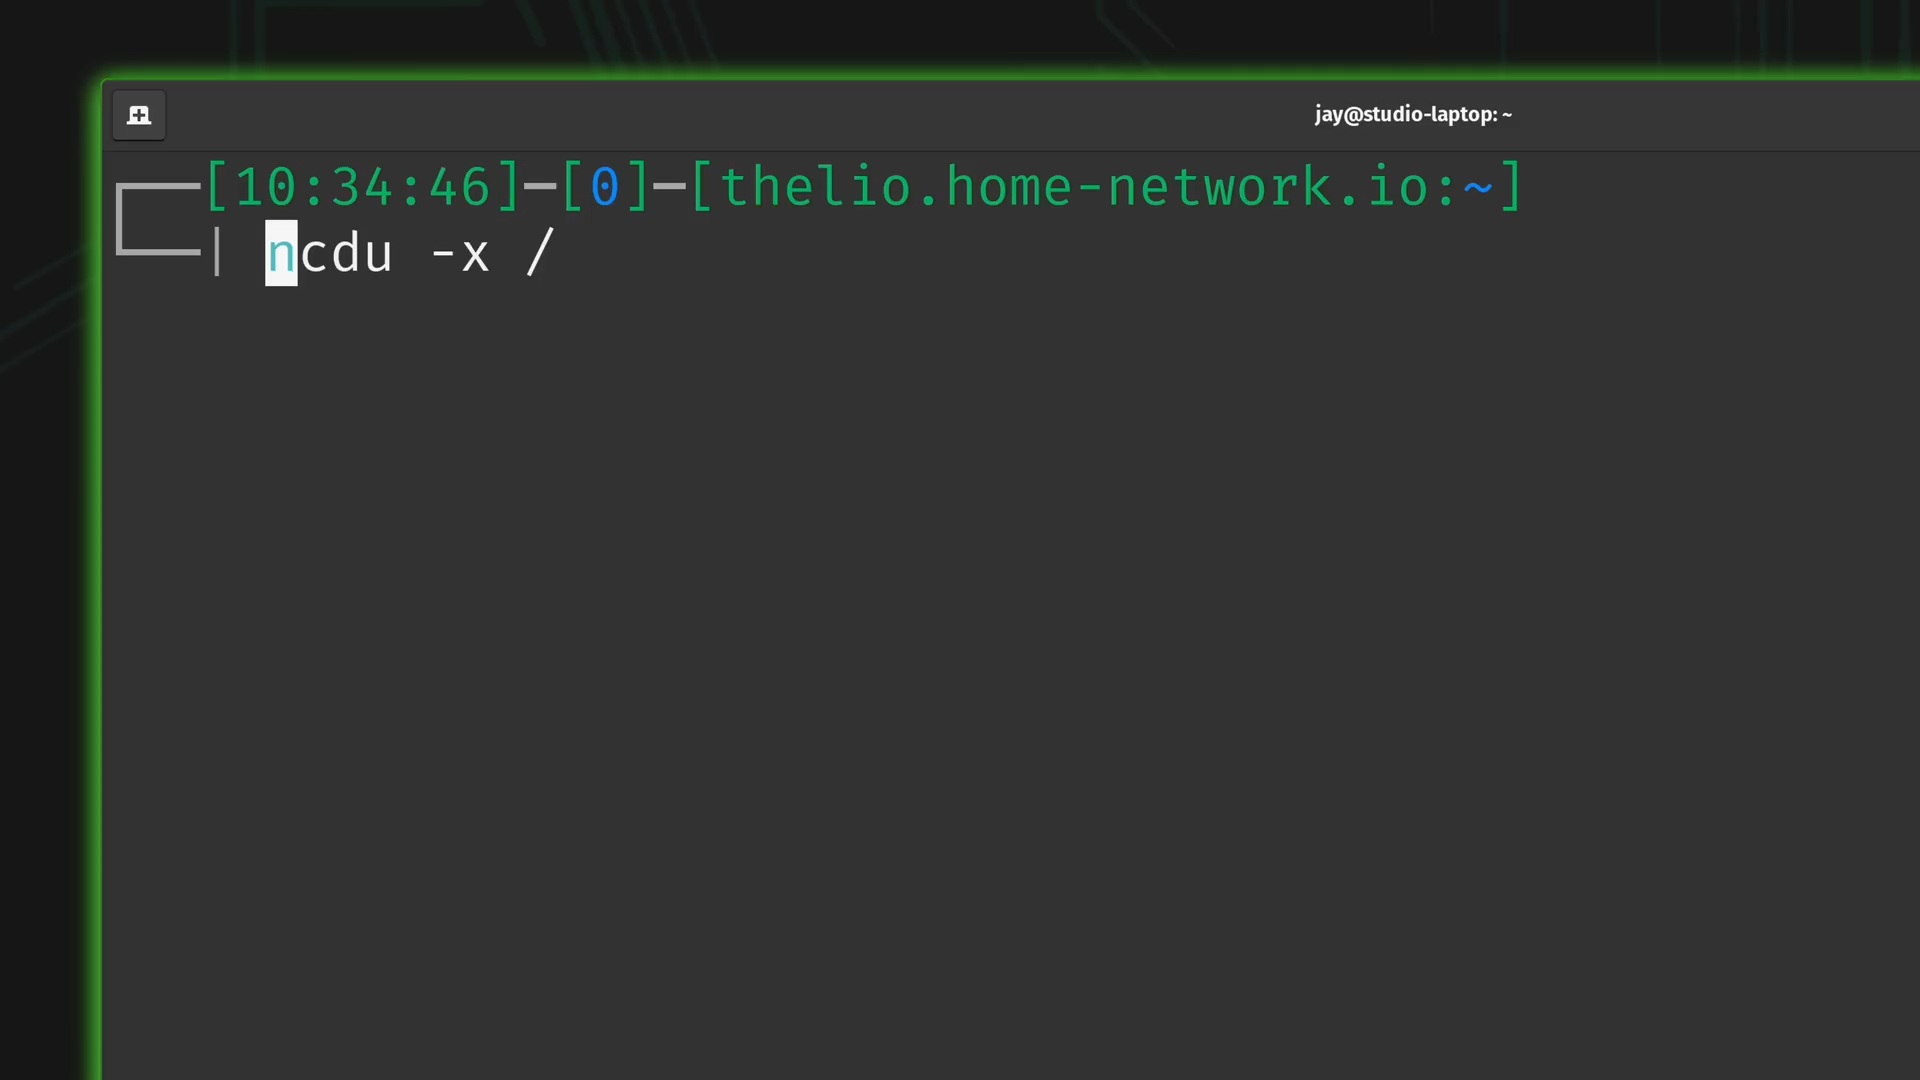 jay@studio-laptop: ~
[10:34:46]─[0]─[thelio.home-network.io:~]
| ncdu -x /